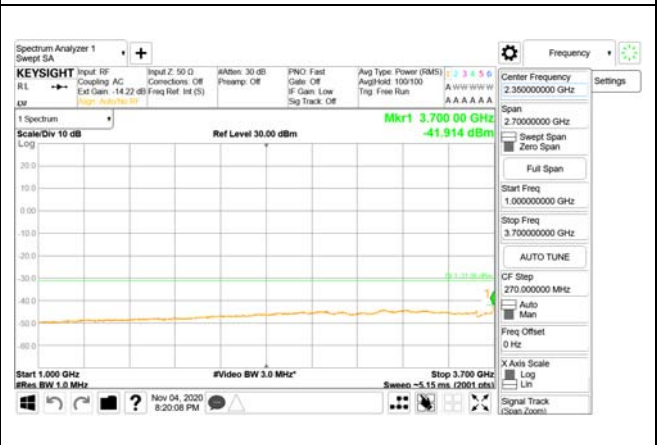 Spectrum Analyzer 1
Swept SA
Frequency
KEYSIGHT
RL
Input: RF
Coupling: AC
Ext Gain: -14.22 dB
Align: Auto/No RF
Input Z: 50 Ω
Corrections: Off
Freq Ref: Int (S)
#Atten: 30 dB
Preamp: Off
PNO: Fast
Gate: Off
IF Gain: Low
Sig Track: Off
Avg Type: Power (RMS)
Avg|Hold: 100/100
Trig: Free Run
1 2 3 4 5 6
A W W W W W
A A A A A A
1 Spectrum
Scale/Div 10 dB
Ref Level 30.00 dBm
Mkr1 3.700 00 GHz
-41.914 dBm
Log
20.0
10.0
0.00
-10.0
-20.0
-30.0
-40.0
-50.0
-60.0
1
Start 1.000 GHz
#Res BW 1.0 MHz
#Video BW 3.0 MHz*
Stop 3.700 GHz
Sweep ~5.15 ms (2001 pts)
Nov 04, 2020
8:20:08 PM
Center Frequency
2.350000000 GHz
Settings
Span
2.70000000 GHz
Swept Span
Zero Span
Full Span
Start Freq
1.000000000 GHz
Stop Freq
3.700000000 GHz
AUTO TUNE
CF Step
270.000000 MHz
Auto
Man
Freq Offset
0 Hz
X Axis Scale
Log
Lin
Signal Track
(Span Zoom)